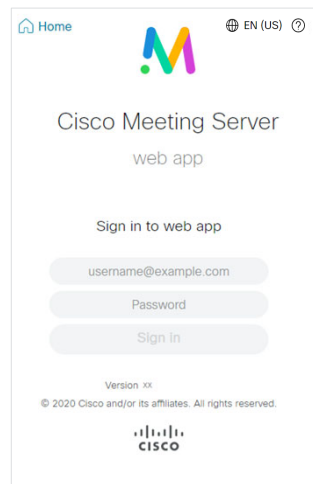 Home
EN (US) ?
Cisco Meeting Server
web app
Sign in to web app
username@example.com
Password
Sign in
Version xx
© 2020 Cisco and/or its affiliates. All rights reserved.
CISCO